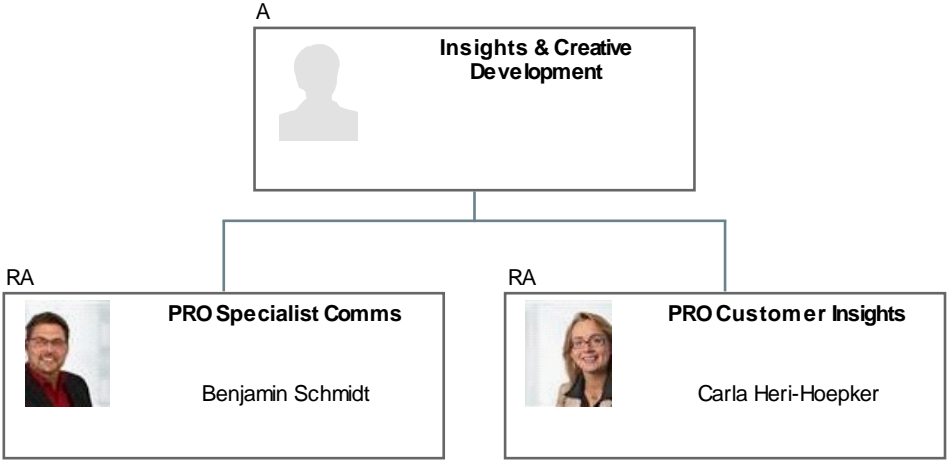 A
Insights & Creative
Development
RA
PRO Specialist Comms
Benjamin Schmidt
RA
PRO Customer Insights
Carla Heri-Hoepker